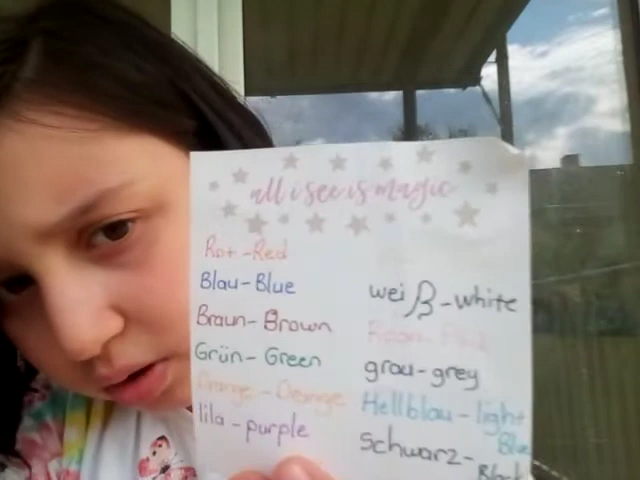 all i see is magic
Rot-Red
Blau-Blue
Braun-Brown
Grün-Green
Orange-Orange
lila-purple
weiß-white
grau-grey
Hellblau-light
Blue
Schwarz-
Black